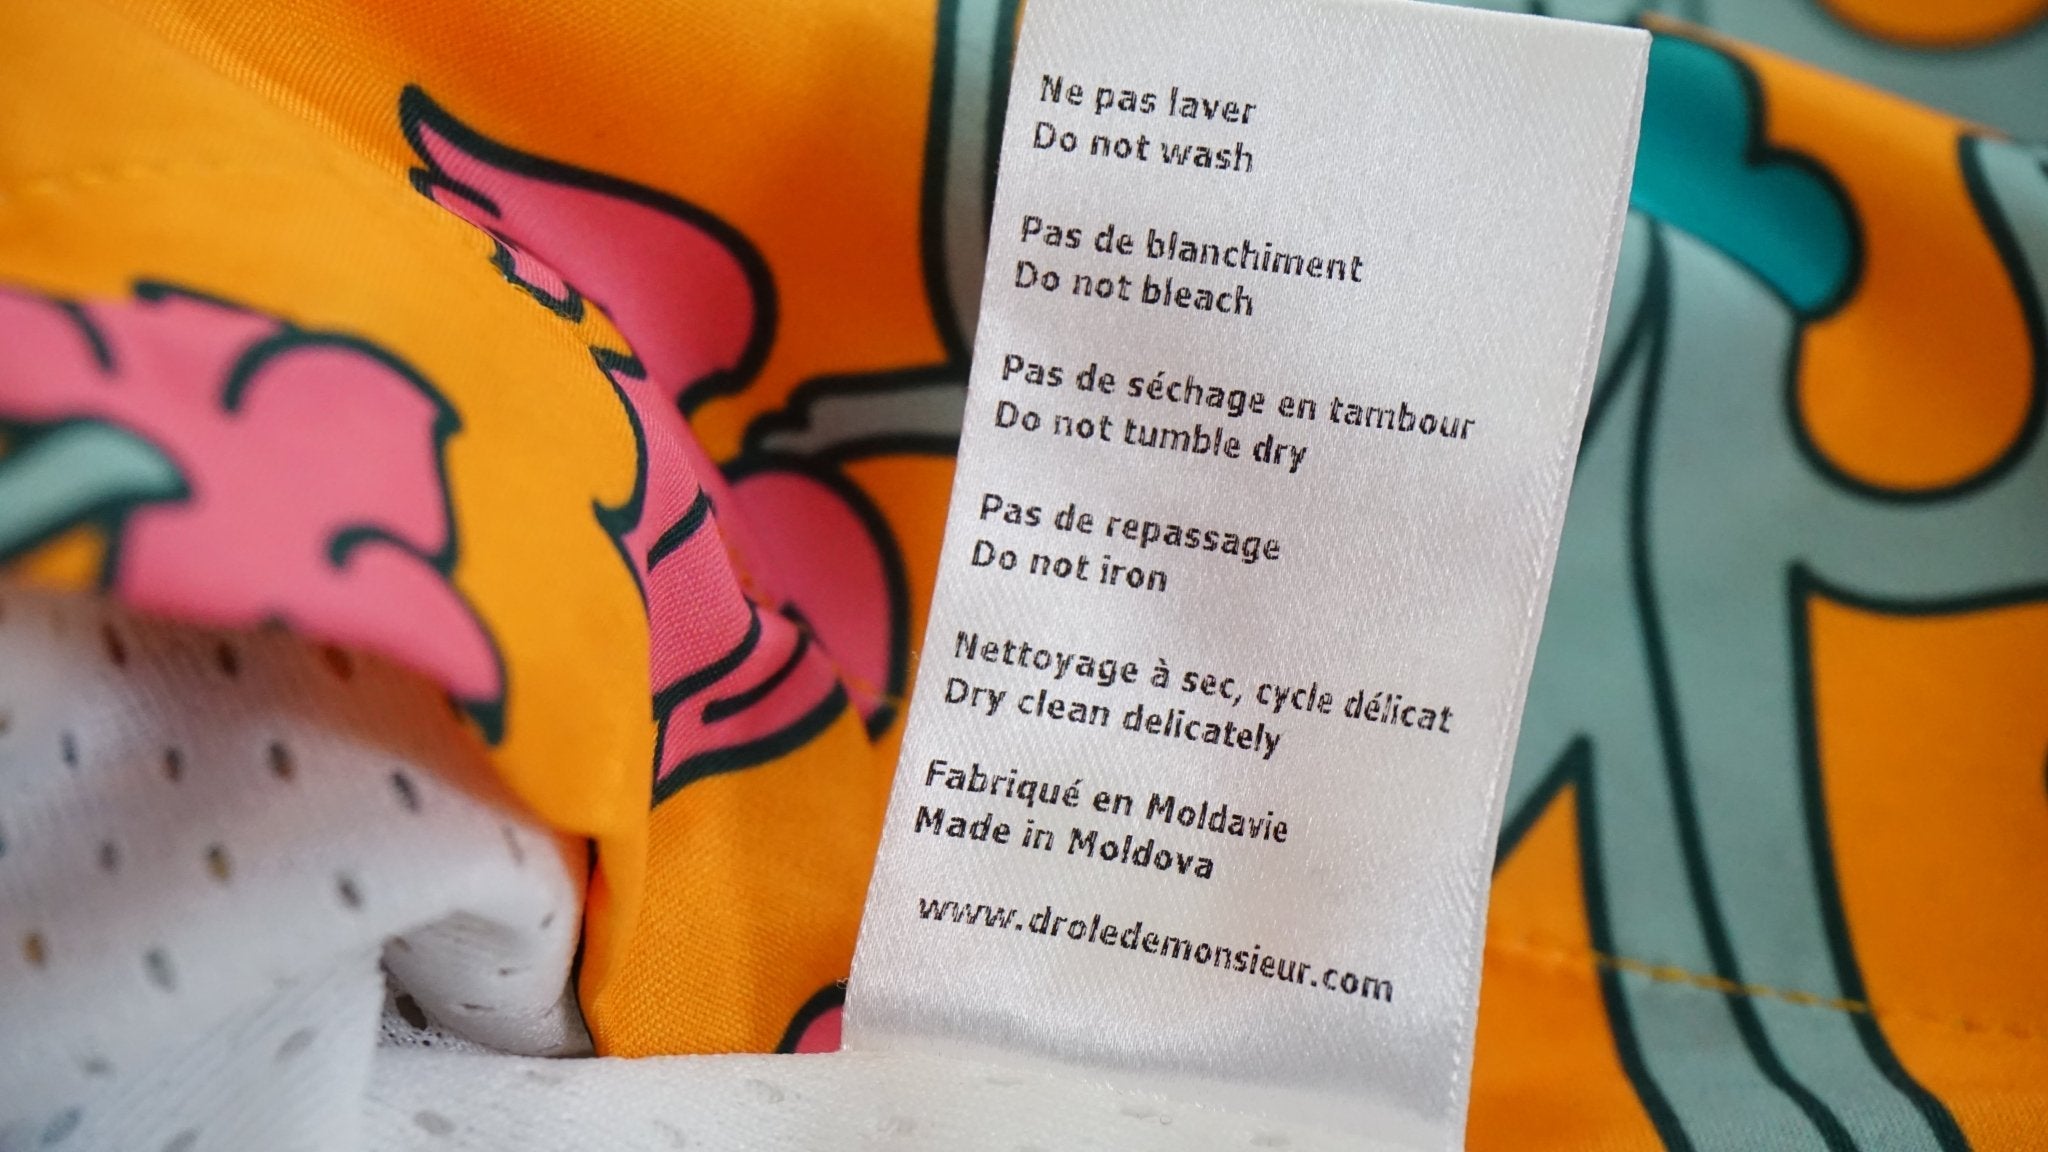 Ne pas laver
Do not wash
Pas de blanchiment
Do not bleach
Pas de séchage en tambour
Do not tumble dry
Pas de repassage
Do not iron
Nettoyage à sec, cycle délicat
Dry clean delicately
Fabriqué en Moldavie
Made in Moldova
www.droledemonsieur.com